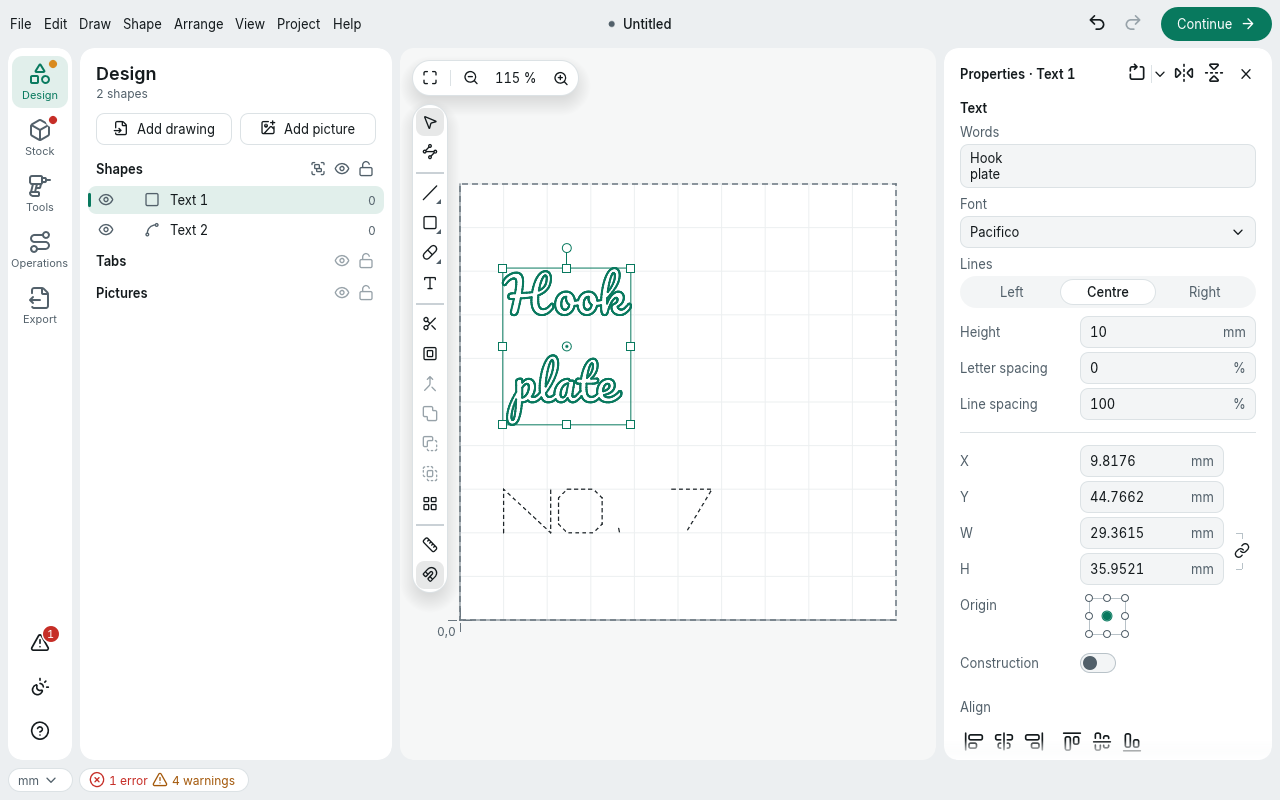 File Edit Draw Shape Arrange View Project Help
Untitled
Continue
Design
Stock
Tools
Operations
Export
1
Design
2 shapes
Add drawing
Add picture
Shapes
Text 1 0
Text 2 0
Tabs
Pictures
115 %
Hook
plate
NO. 7
0,0
Properties · Text 1
Text
Words
Hook
plate
Font
Pacifico
Lines
Left Centre Right
Height 10 mm
Letter spacing 0 %
Line spacing 100 %
X 9.8176 mm
Y 44.7662 mm
W 29.3615 mm
H 35.9521 mm
Origin
Construction
Align
mm
1 error 4 warnings